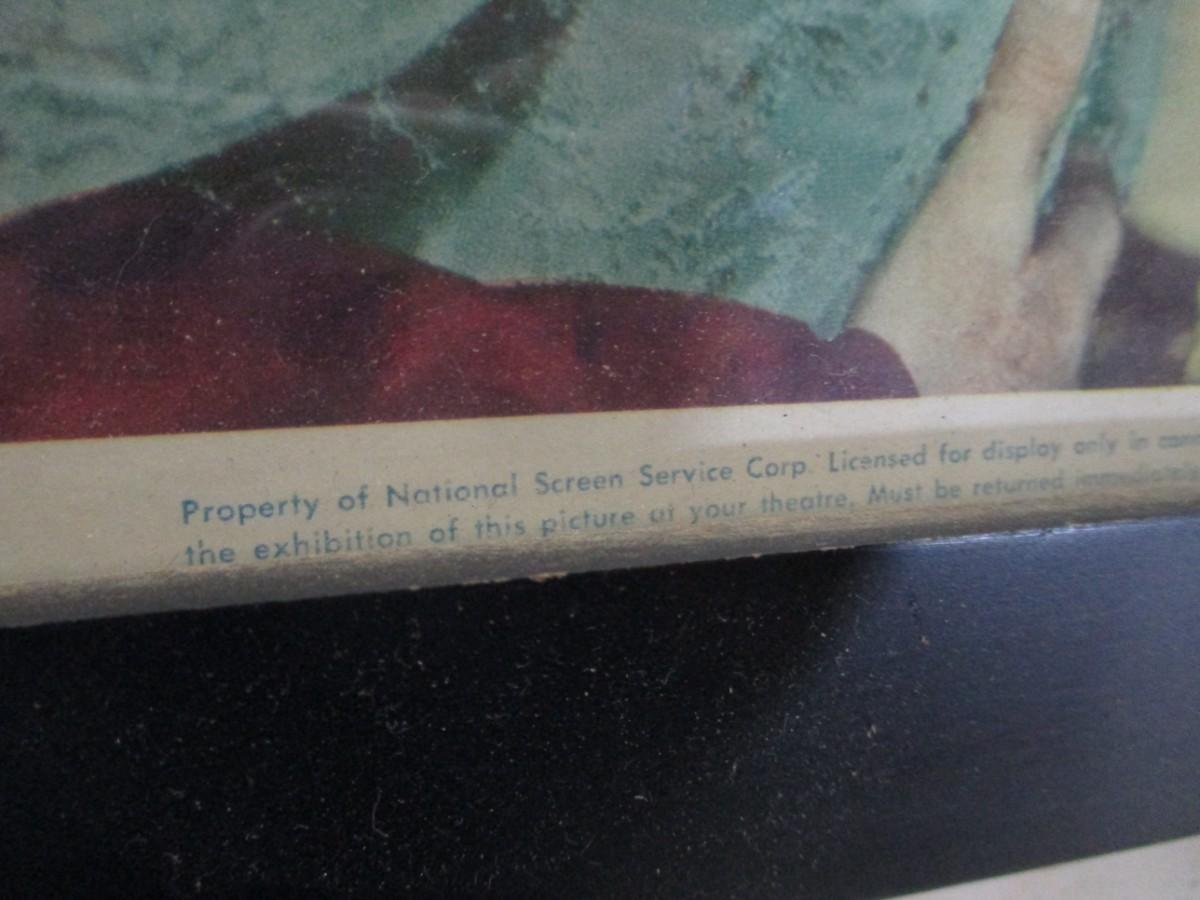 Property of National Screen Service Corp. Licensed for display only in
the exhibition of this picture at your theatre. Must be returned immediately